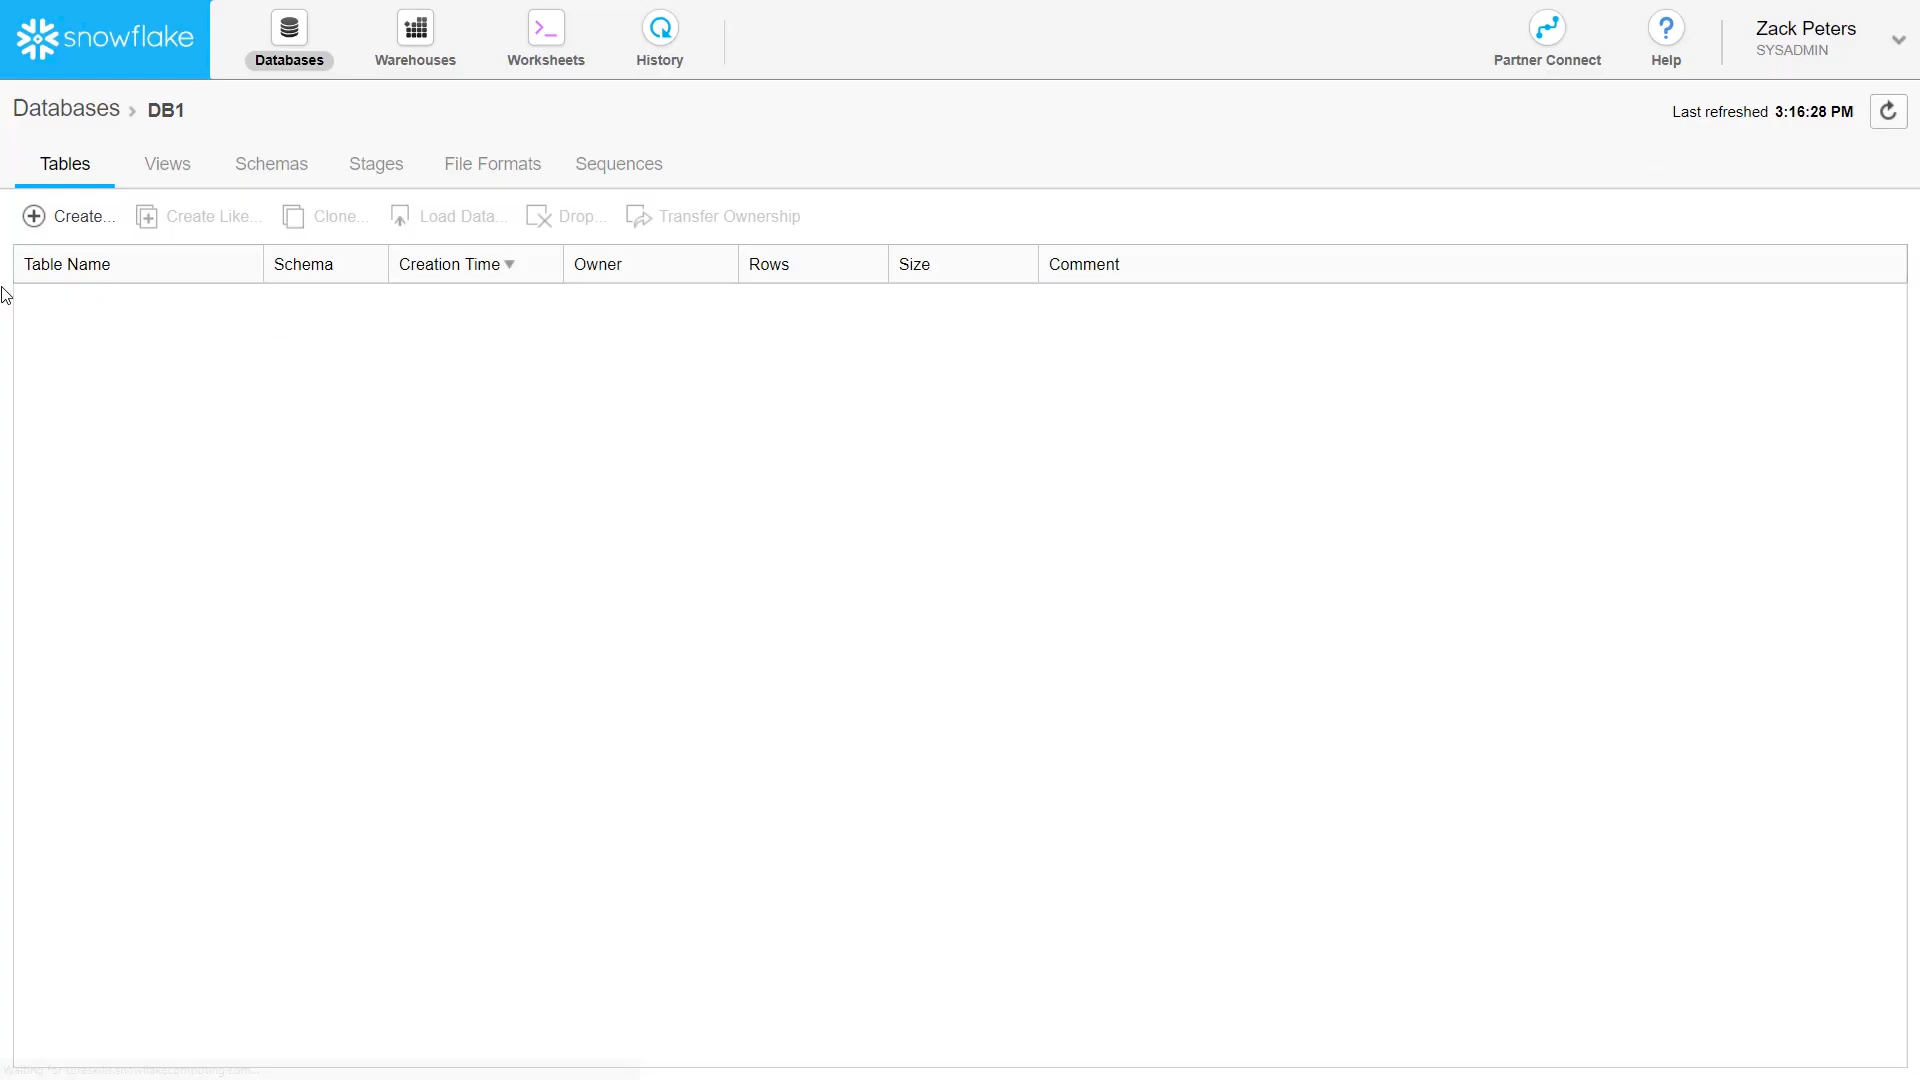 snowflake
Databases
Warehouses
Worksheets
History
Partner Connect
Help
Zack Peters
SYSADMIN
Databases › DB1
Last refreshed 3:16:28 PM
Tables Views Schemas Stages File Formats Sequences
Create... Create Like... Clone... Load Data... Drop... Transfer Ownership
Table Name Schema Creation Time Owner Rows Size Comment